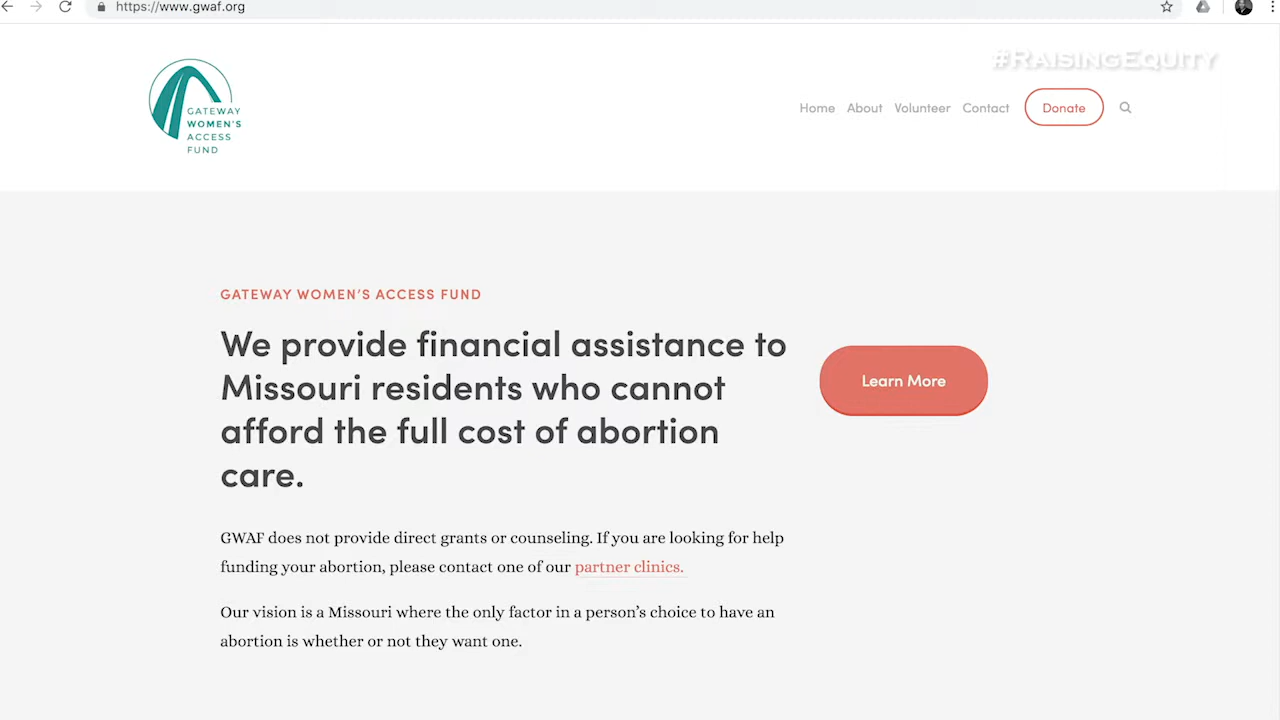 https://www.gwaf.org
#RaisingEquity
GATEWAY
WOMEN'S
ACCESS
FUND
Home About Volunteer Contact Donate
GATEWAY WOMEN'S ACCESS FUND
We provide financial assistance to
Missouri residents who cannot
afford the full cost of abortion
care.
Learn More
GWAF does not provide direct grants or counseling. If you are looking for help
funding your abortion, please contact one of our partner clinics.
Our vision is a Missouri where the only factor in a person's choice to have an
abortion is whether or not they want one.